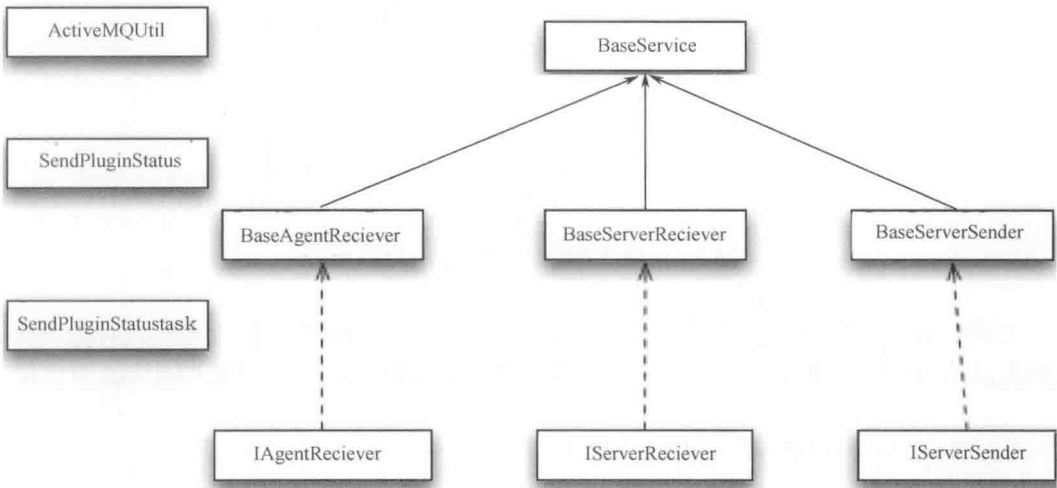 ActiveMQUtil
BaseService
SendPluginStatus
BaseAgentReciever
BaseServerReciever
BaseServerSender
SendPluginStatustask
IAgentReciever
IServerReciever
IServerSender